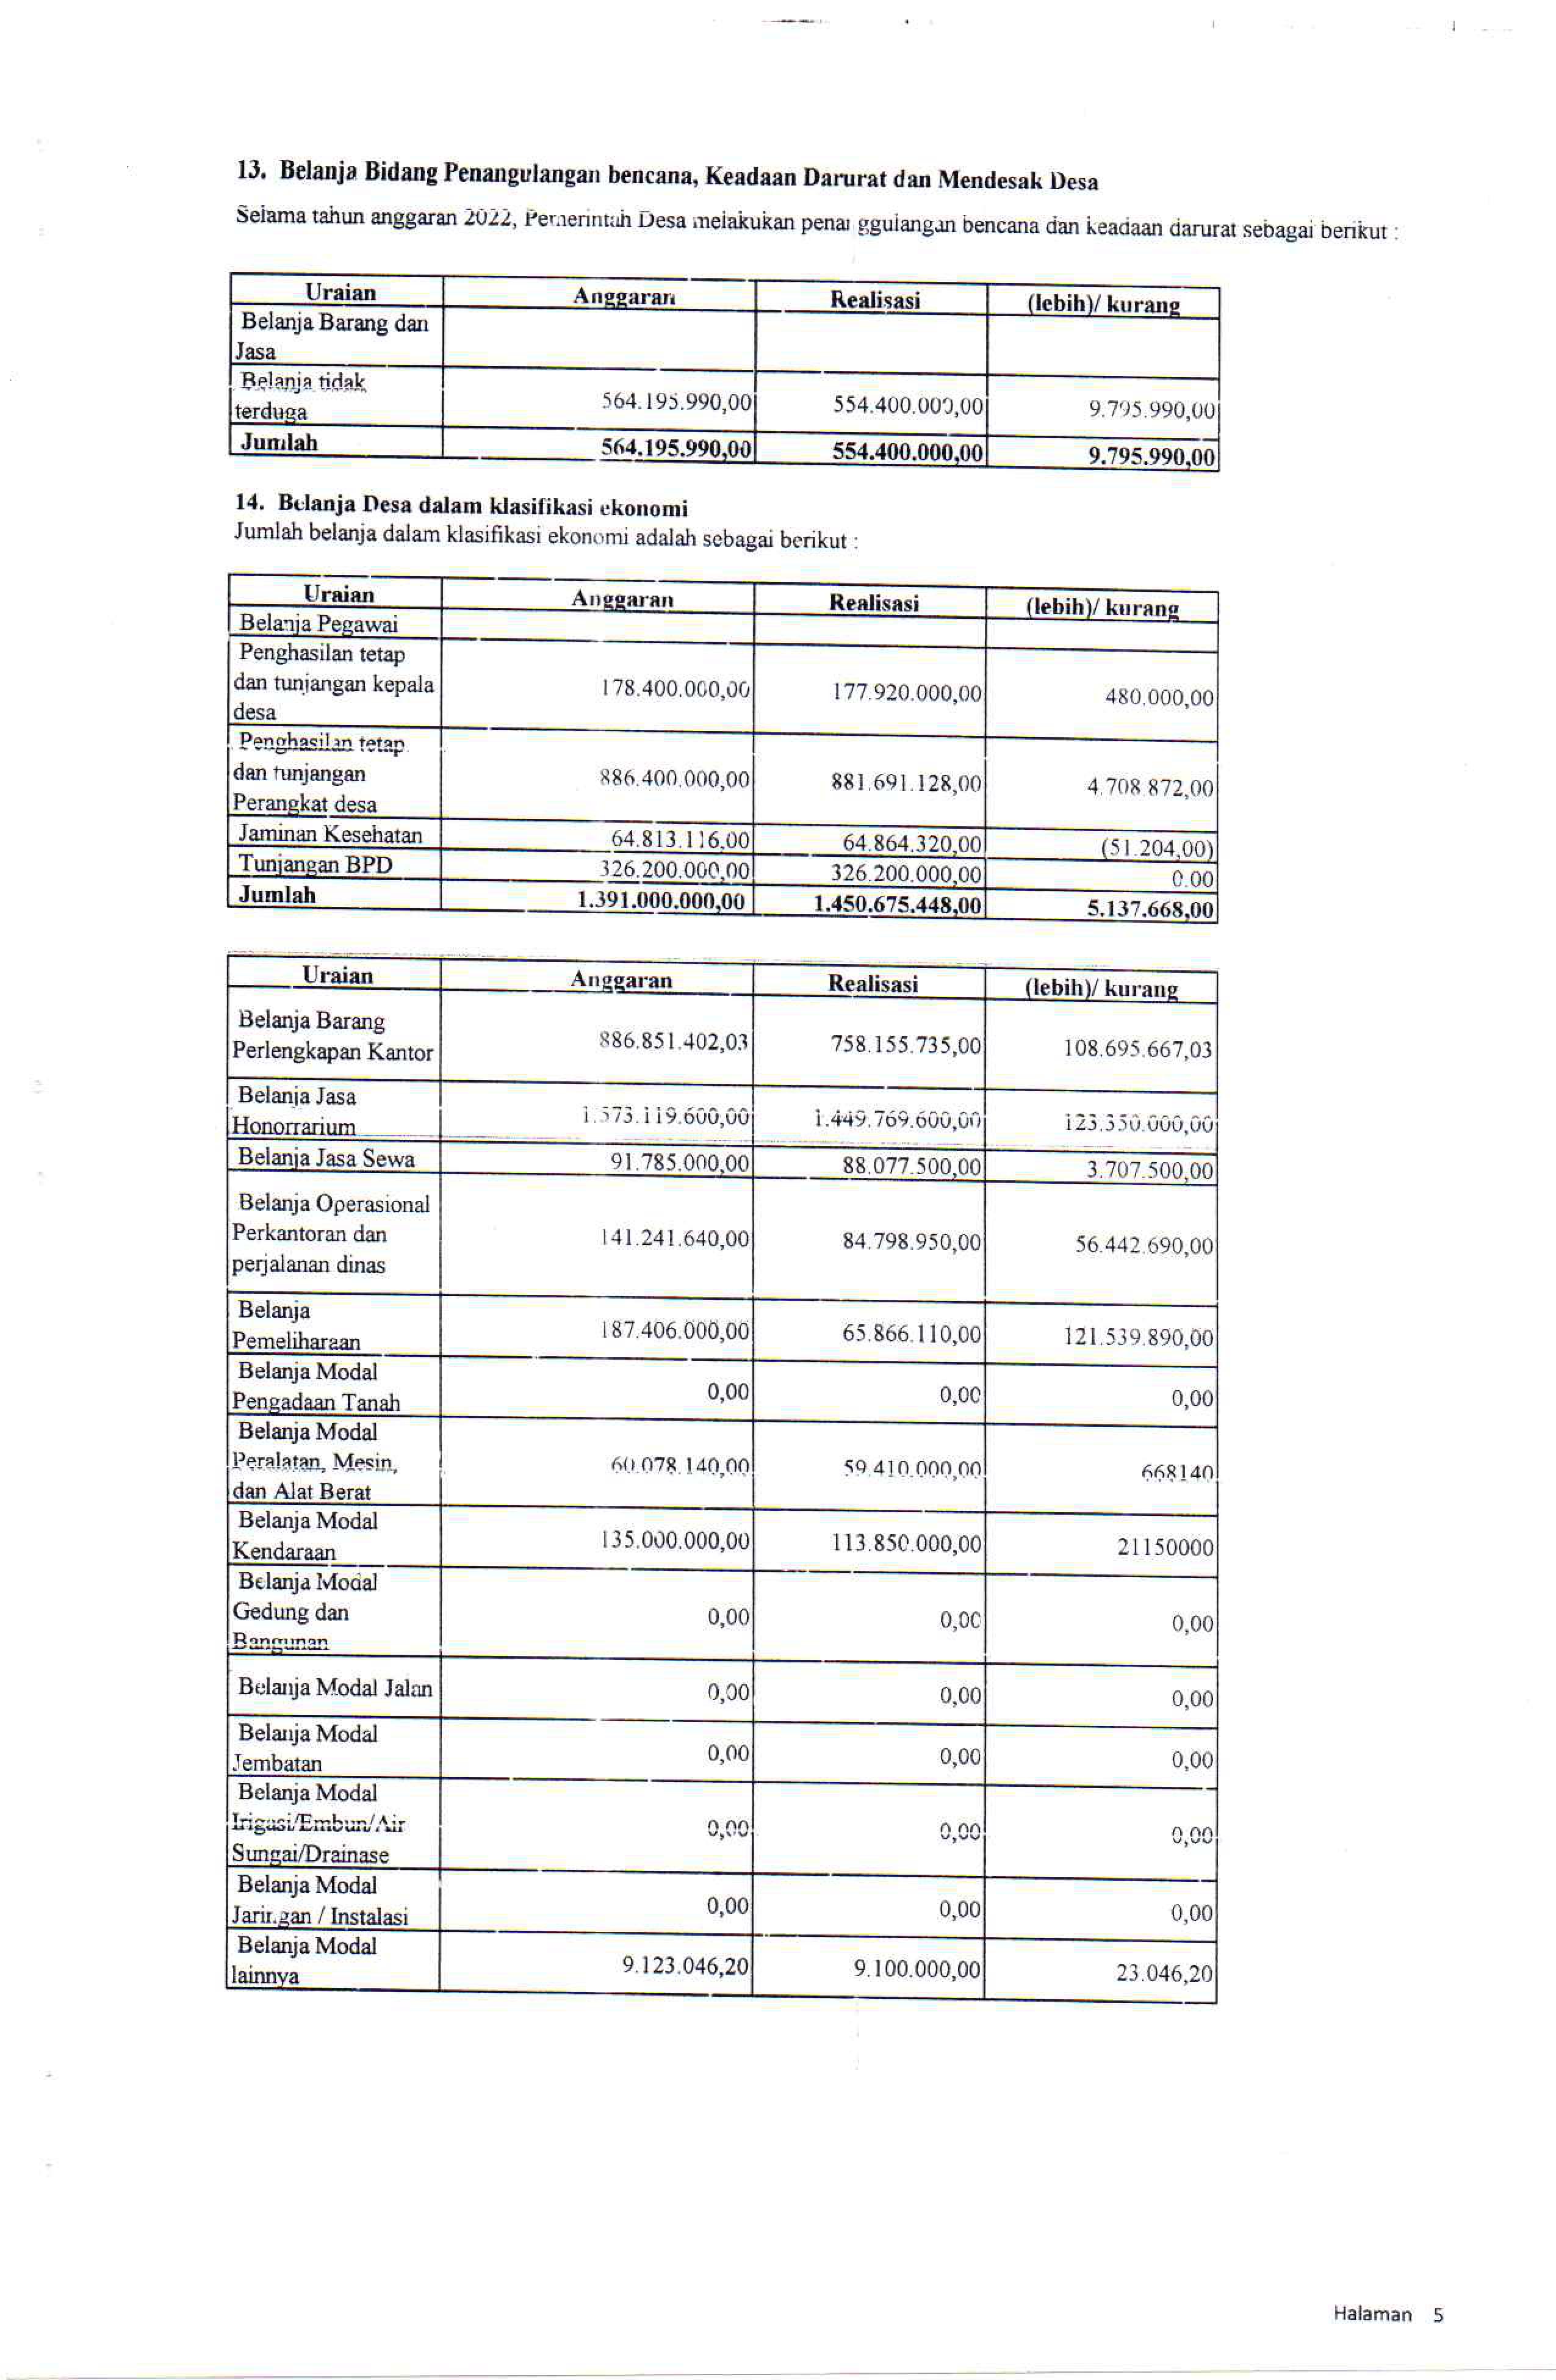 13. Belanja Bidang Penangulangan bencana, Keadaan Darurat dan Mendesak Desa
Selama tahun anggaran 2022, Pemerintah Desa melakukan penanggulangan bencana dan keadaan darurat sebagai berikut :
Uraian Anggaran Realisasi (lebih)/ kurang
Belanja Barang dan
Jasa
Belanja tidak
terduga 564.195.990,00 554.400.000,00 9.795.990,00
Jumlah 564.195.990,00 554.400.000,00 9.795.990,00
14. Belanja Desa dalam klasifikasi ekonomi
Jumlah belanja dalam klasifikasi ekonomi adalah sebagai berikut :
Uraian Anggaran Realisasi (lebih)/ kurang
Belanja Pegawai
Penghasilan tetap
dan tunjangan kepala 178.400.000,00 177.920.000,00 480.000,00
desa
Penghasilan tetap
dan tunjangan 886.400.000,00 881.691.128,00 4.708.872,00
Perangkat desa
Jaminan Kesehatan 64.813.116,00 64.864.320,00 (51.204,00)
Tunjangan BPD 326.200.000,00 326.200.000,00 0.00
Jumlah 1.391.000.000,00 1.450.675.448,00 5.137.668,00
Uraian Anggaran Realisasi (lebih)/ kurang
Belanja Barang
Perlengkapan Kantor 886.851.402,03 758.155.735,00 108.695.667,03
Belanja Jasa
Honorrarium 1.573.119.600,00 1.449.769.600,00 123.350.000,00
Belanja Jasa Sewa 91.785.000,00 88.077.500,00 3.707.500,00
Belanja Operasional
Perkantoran dan 141.241.640,00 84.798.950,00 56.442.690,00
perjalanan dinas
Belanja
Pemeliharaan 187.406.000,00 65.866.110,00 121.539.890,00
Belanja Modal
Pengadaan Tanah 0,00 0,00 0,00
Belanja Modal
Peralatan, Mesin, 60.078.140,00 59.410.000,00 668140
dan Alat Berat
Belanja Modal
Kendaraan 135.000.000,00 113.850.000,00 21150000
Belanja Modal
Gedung dan 0,00 0,00 0,00
Bangunan
Belanja Modal Jalan 0,00 0,00 0,00
Belanja Modal
Jembatan 0,00 0,00 0,00
Belanja Modal
Irigasi/Embun/Air 0,00 0,00 0,00
Sungai/Drainase
Belanja Modal
Jaringan / Instalasi 0,00 0,00 0,00
Belanja Modal
lainnya 9.123.046,20 9.100.000,00 23.046,20
Halaman 5